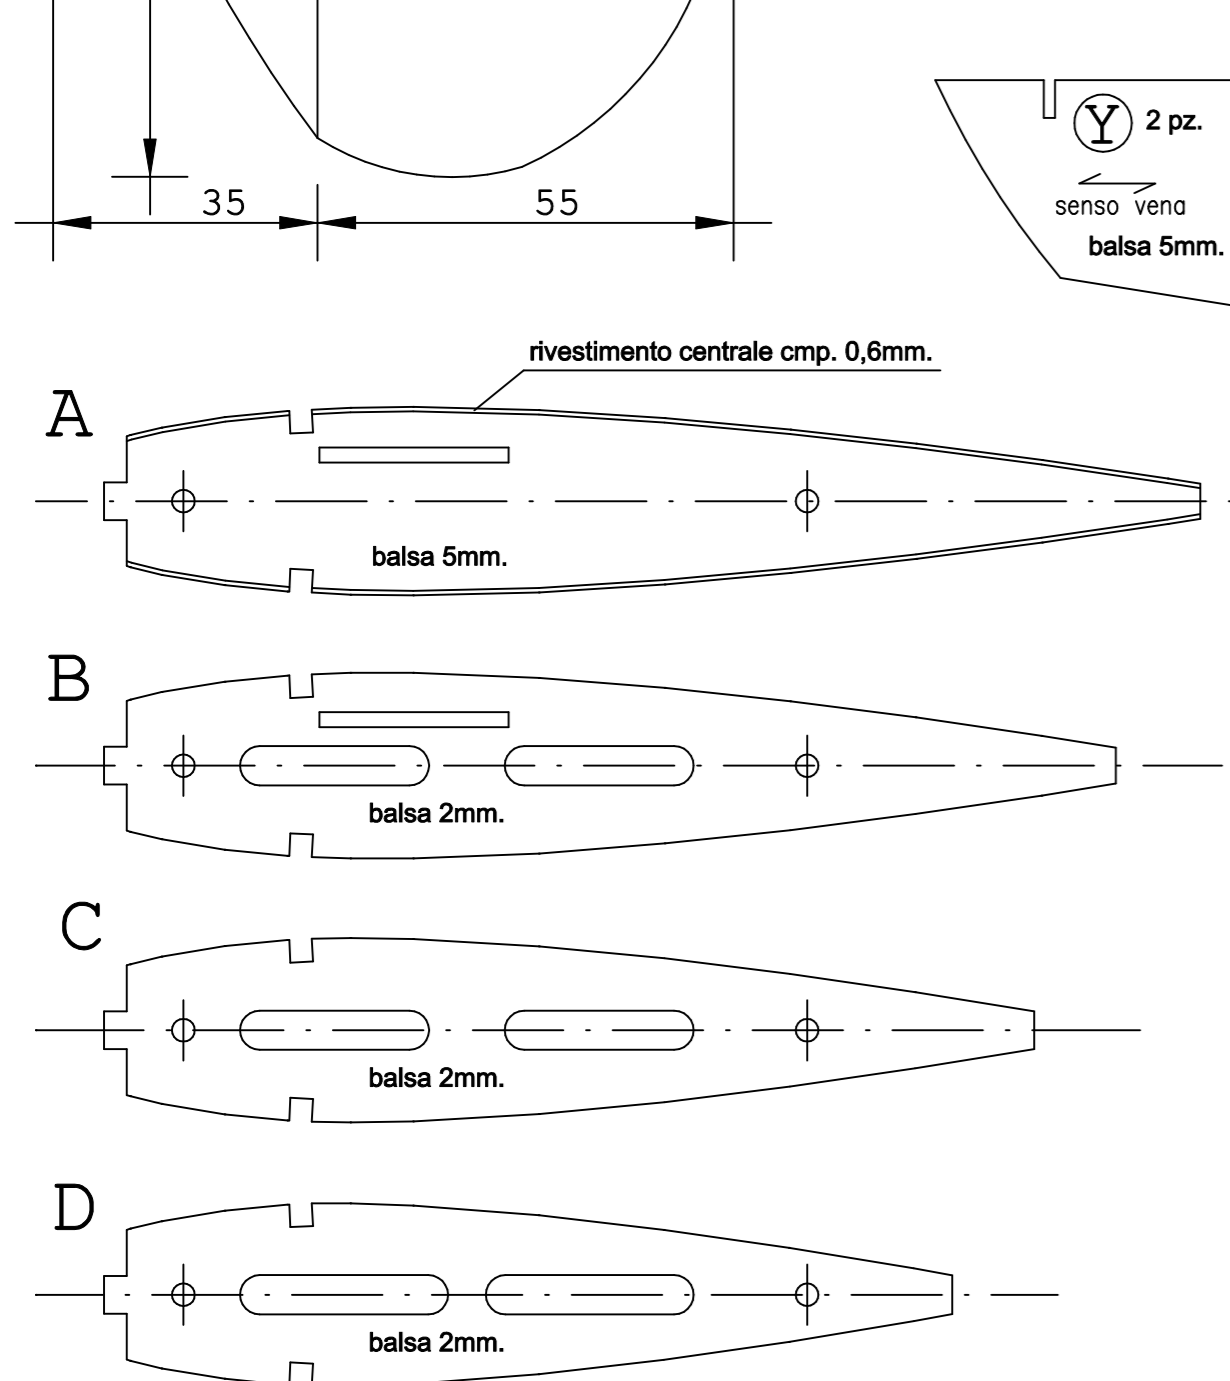 35
55
Y
2 pz.
senso vena
balsa 5mm.
rivestimento centrale cmp. 0,6mm.
A
balsa 5mm.
B
balsa 2mm.
C
balsa 2mm.
D
balsa 2mm.